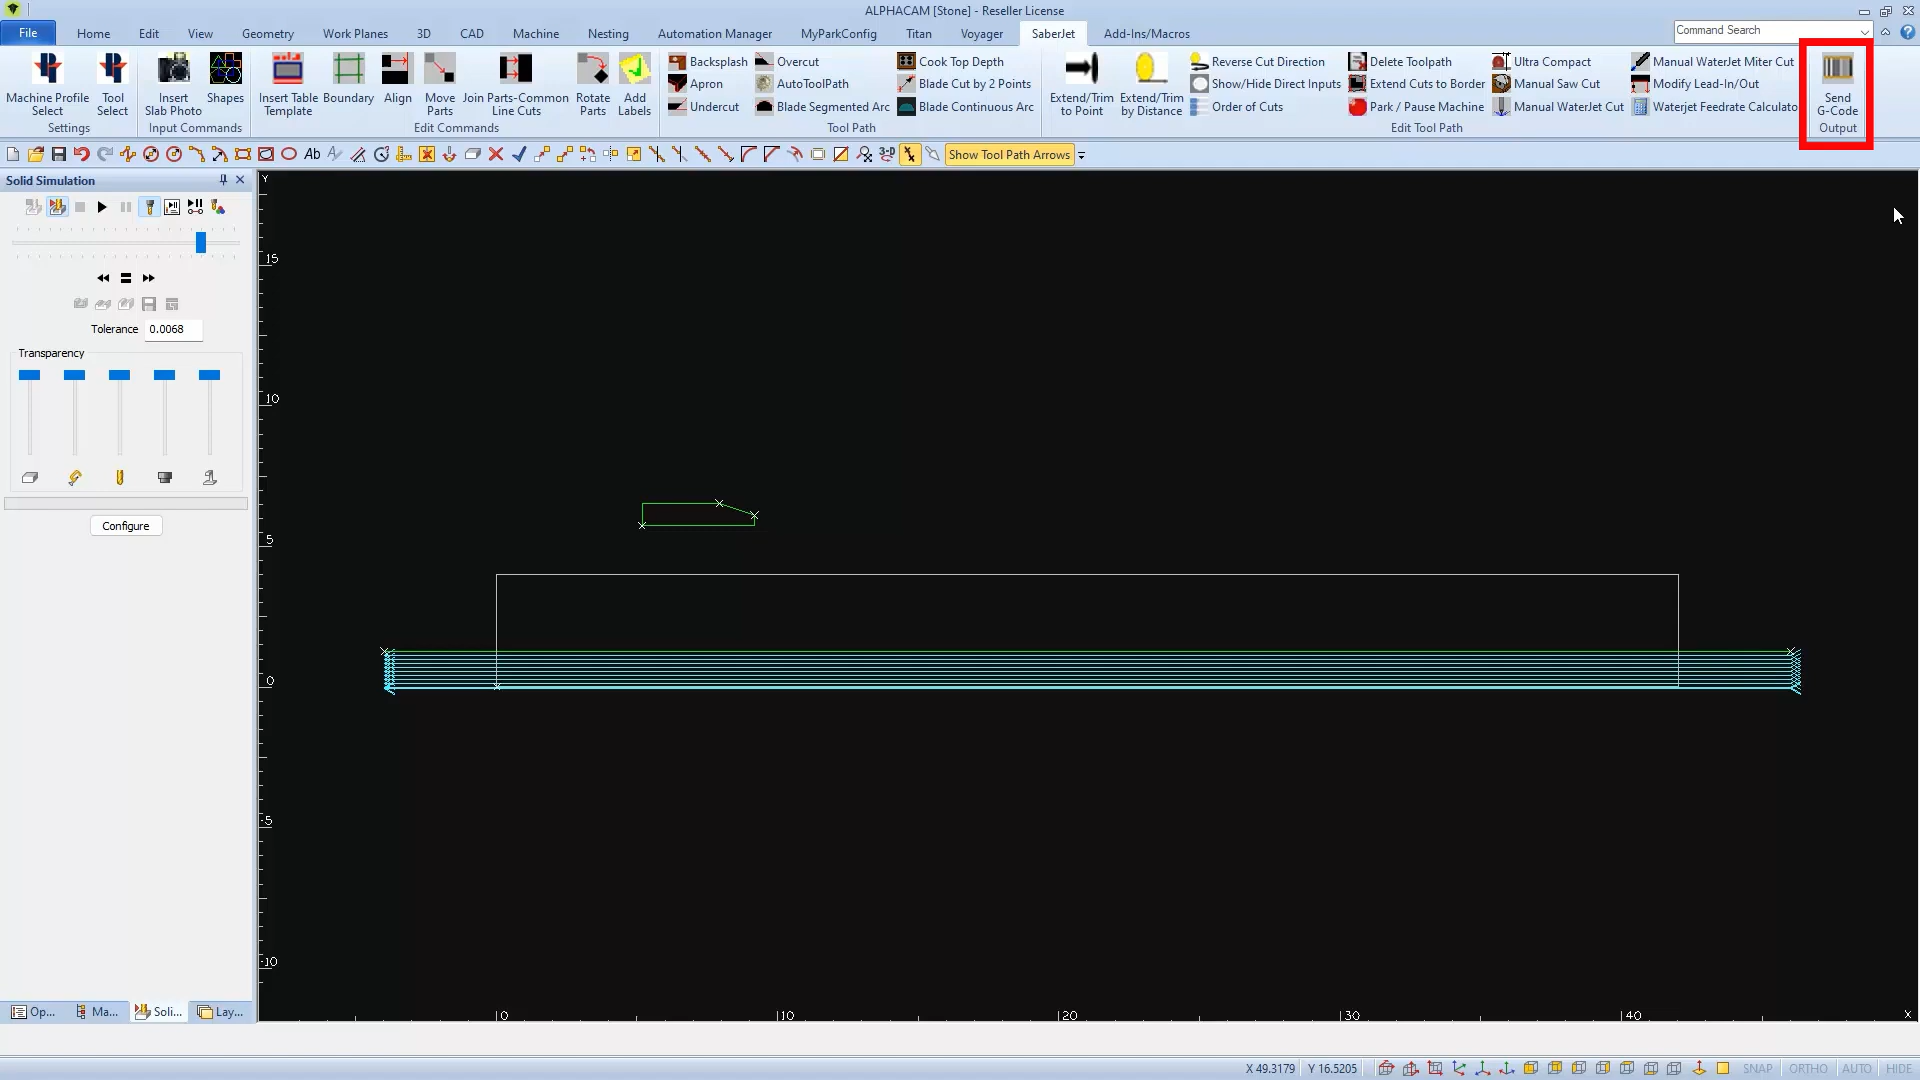 ALPHACAM [Stone] - Reseller License
File Home Edit View Geometry Work Planes 3D CAD Machine Nesting Automation Manager MyParkConfig Titan Voyager SaberJet Add-Ins/Macros
Command Search
Machine Profile Select
Tool Select
Settings
Insert Slab Photo
Shapes
Input Commands
Insert Table Template
Boundary
Align
Move Parts
Join Parts-Common Line Cuts
Rotate Parts
Add Labels
Edit Commands
Backsplash
Apron
Undercut
Overcut
AutoToolPath
Blade Segmented Arc
Cook Top Depth
Blade Cut by 2 Points
Blade Continuous Arc
Tool Path
Extend/Trim to Point
Extend/Trim by Distance
Reverse Cut Direction
Show/Hide Direct Inputs
Order of Cuts
Delete Toolpath
Extend Cuts to Border
Park / Pause Machine
Ultra Compact
Manual Saw Cut
Manual WaterJet Cut
Manual WaterJet Miter Cut
Modify Lead-In/Out
Waterjet Feedrate Calculato
Edit Tool Path
Send G-Code
Output
Ab
3-D
Show Tool Path Arrows
Solid Simulation
Tolerance 0.0068
Transparency
Configure
Op... Ma... Soli... Lay...
Y
15
10
5
0
-5
-10
0 10 20 30 40 X
X 49.3179 Y 16.5205 SNAP ORTHO AUTO HIDE